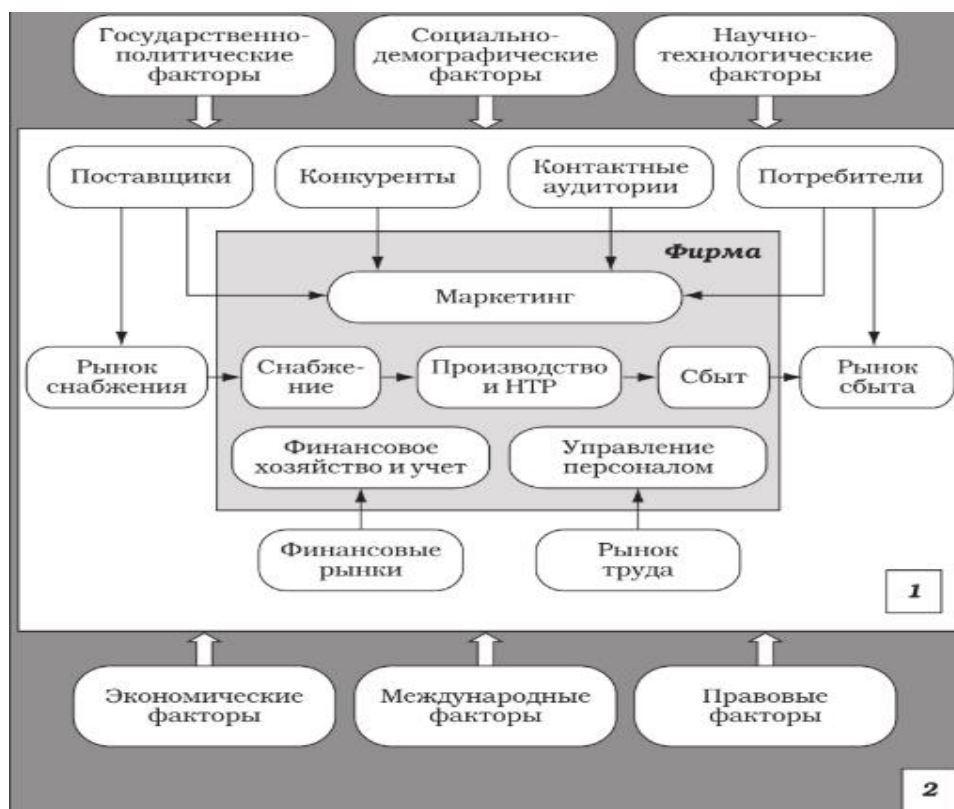 Государственно-
политические
факторы
Социально-
демографические
факторы
Научно-
технологические
факторы
Поставщики
Конкуренты
Контактные
аудитории
Потребители
Фирма
Маркетинг
Рынок
снабжения
Снабже-
ние
Производство
и НТР
Сбыт
Рынок
сбыта
Финансовое
хозяйство и учет
Управление
персоналом
Финансовые
рынки
Рынок
труда
1
Экономические
факторы
Международные
факторы
Правовые
факторы
2